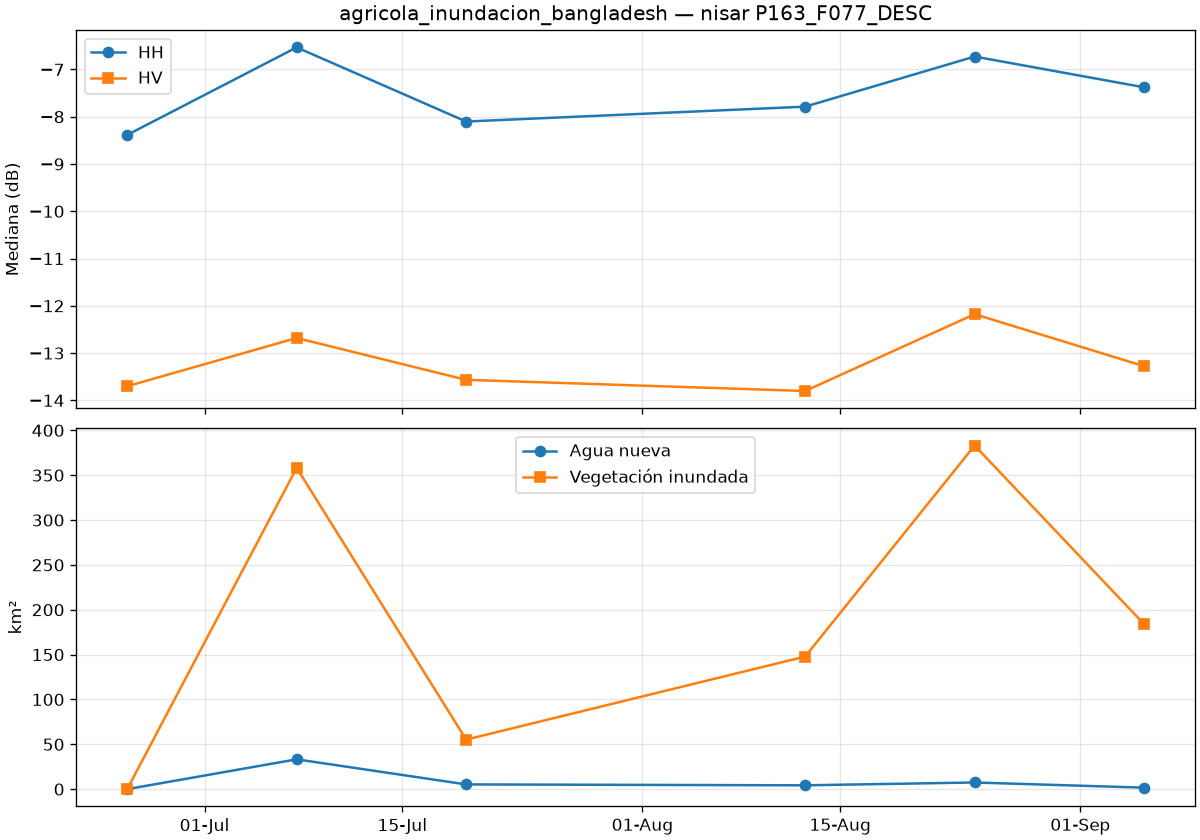 agricola_inundacion_bangladesh — nisar P163_F077_DESC
HH
HV
−7
−8
−9
−10
−11
−12
−13
−14
Mediana (dB)
Agua nueva
Vegetación inundada
400
350
300
250
200
150
100
50
0
km²
01-Jul
15-Jul
01-Aug
15-Aug
01-Sep